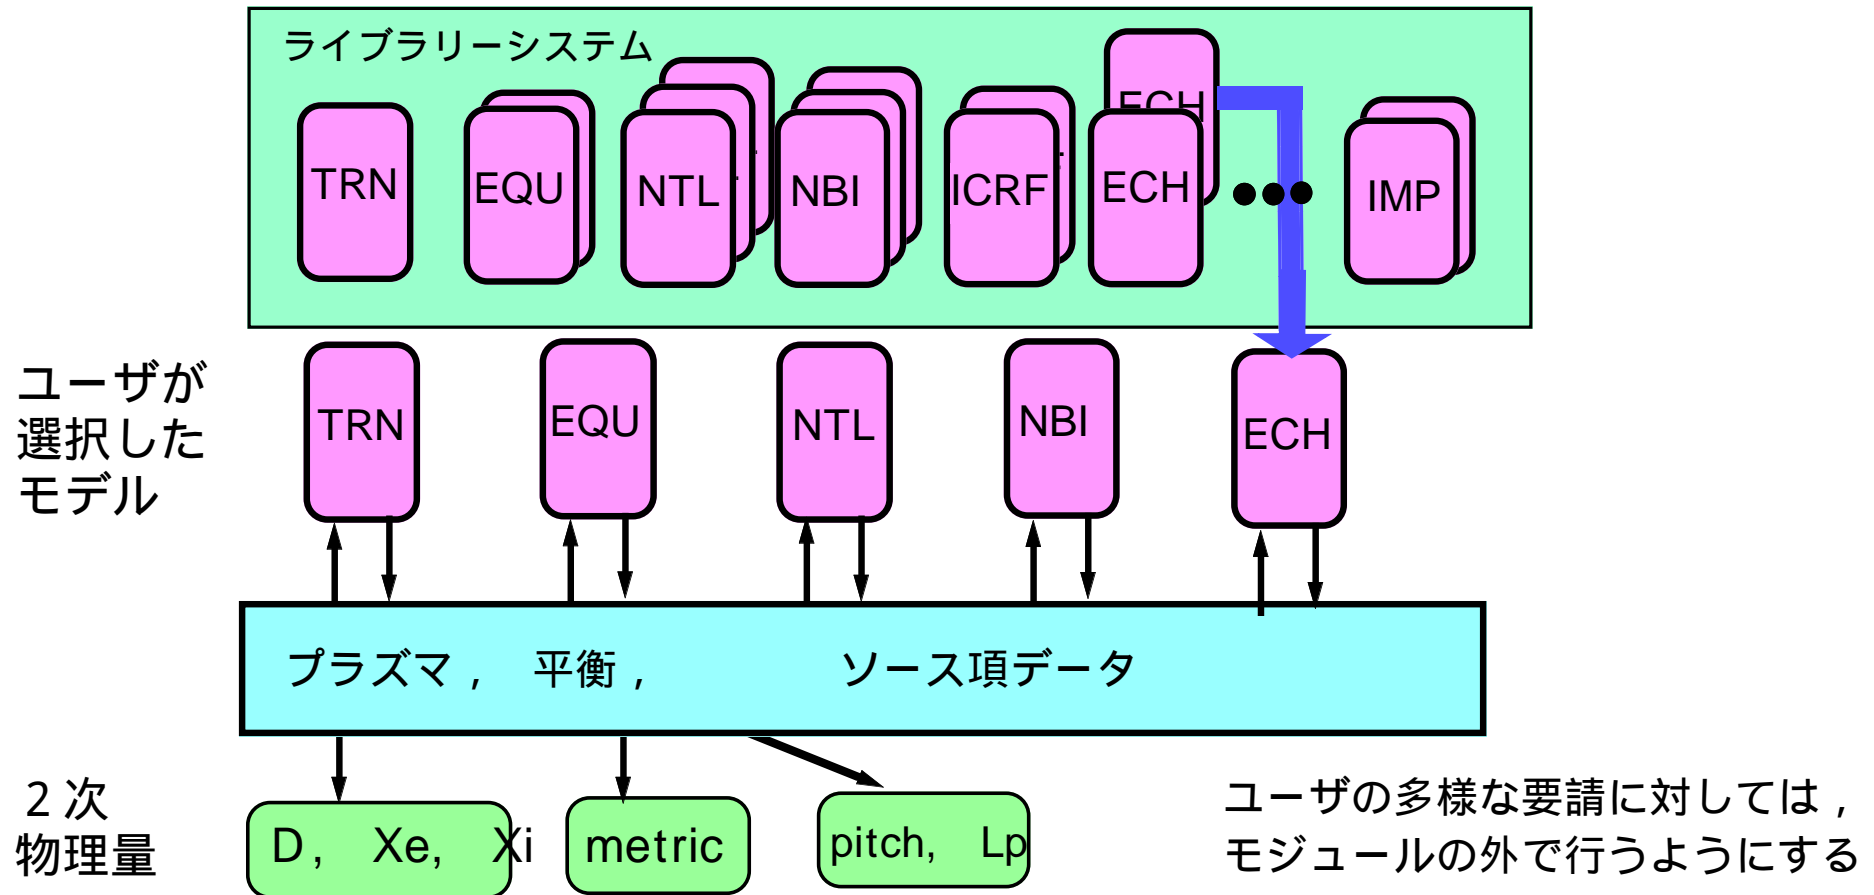 ライブラリーシステム
ECH
TRN
EQU
NTL
NBI
ICRF
ECH
IMP
ユーザが
選択した
モデル
TRN
EQU
NTL
NBI
ECH
プラズマ， 平衡， ソース項データ
2 次
物理量
D, Xe, Xi
metric
pitch, Lp
ユーザの多様な要請に対しては，
モジュールの外で行うようにする